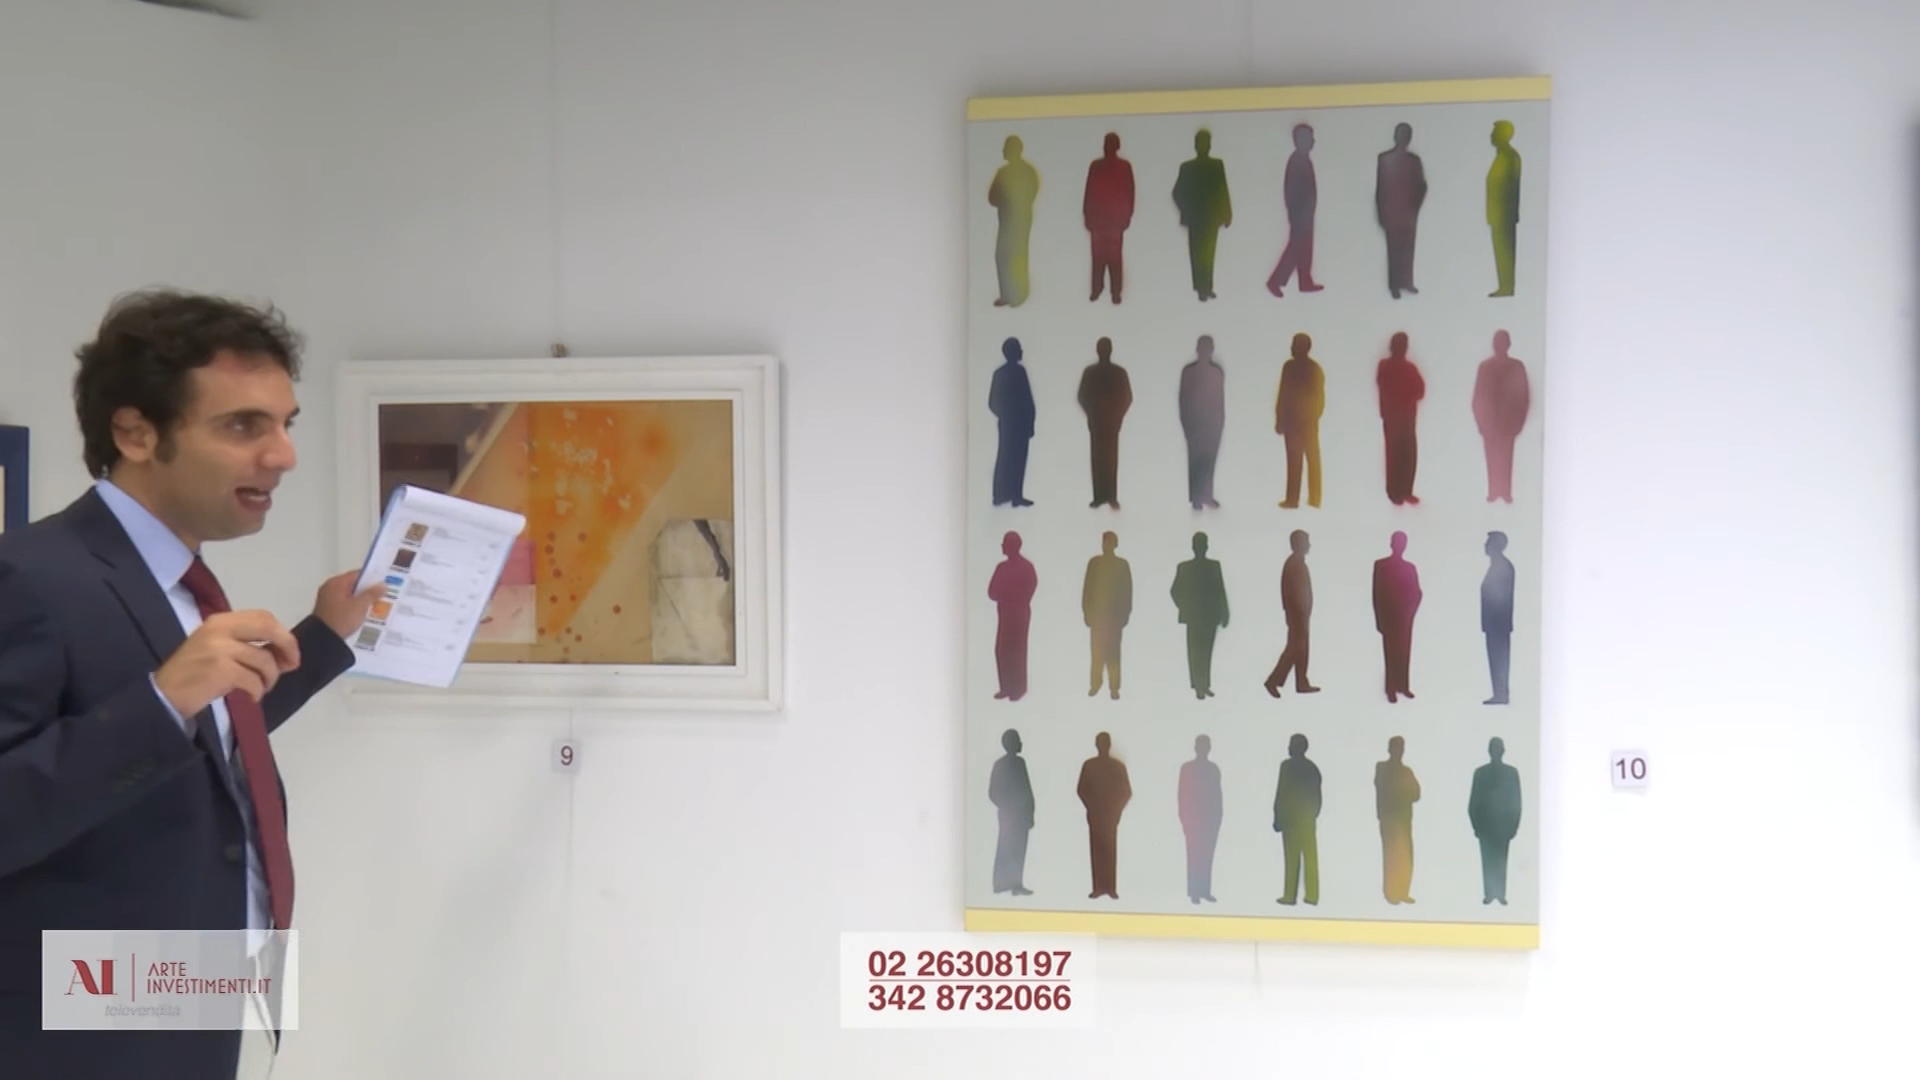 9
10
AI
ARTE
INVESTIMENTI.IT
televendita
02 26308197
342 8732066